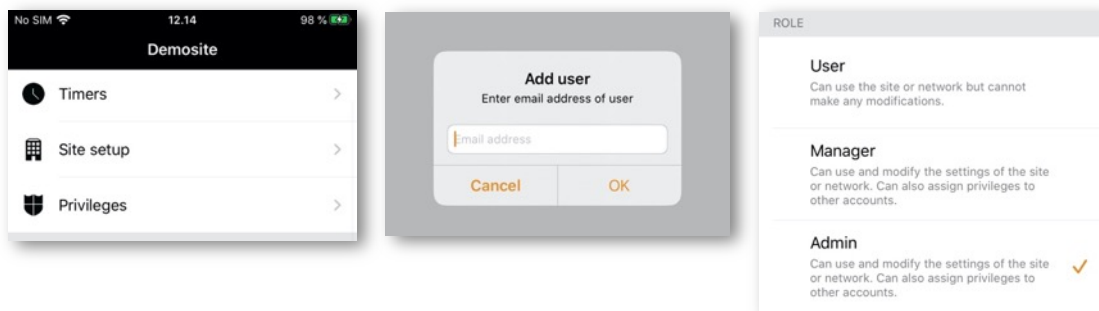 No SIM 12.14 98 %
Demosite
Timers
Site setup
Privileges
Add user
Enter email address of user
Email address
Cancel OK
ROLE
User
Can use the site or network but cannot
make any modifications.
Manager
Can use and modify the settings of the site
or network. Can also assign privileges to
other accounts.
Admin
Can use and modify the settings of the site
or network. Can also assign privileges to
other accounts.